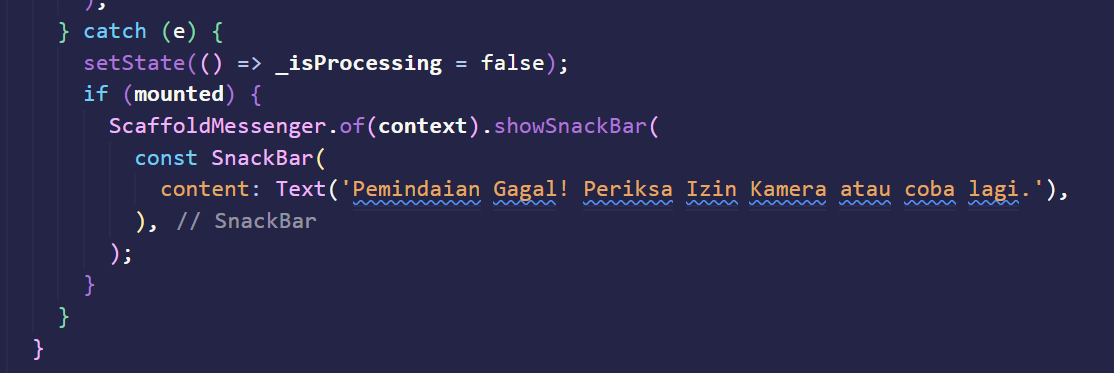 );
} catch (e) {
setState(() => _isProcessing = false);
if (mounted) {
ScaffoldMessenger.of(context).showSnackBar(
const SnackBar(
content: Text('Pemindaian Gagal! Periksa Izin Kamera atau coba lagi.'),
), // SnackBar
);
}
}
}